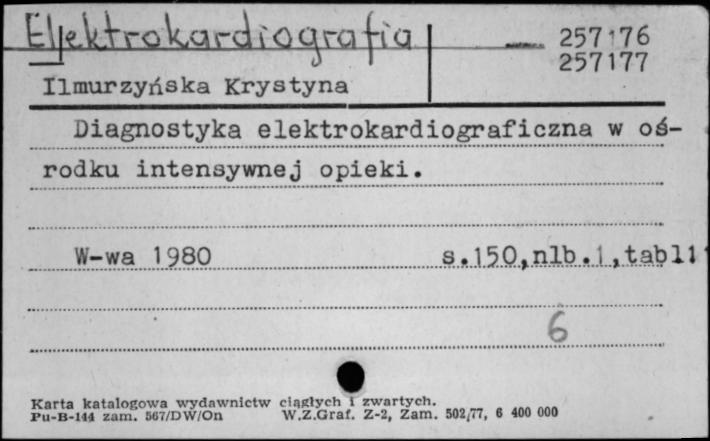 Elektrokardiografia
257176
257177
Ilmurzyńska Krystyna
Diagnostyka elektrokardiograficzna w oś-
rodku intensywnej opieki.
W-wa 1980 s.150,nlb.1,tabl1
6
Karta katalogowa wydawnictw ciągłych i zwartych.
Pu-B-144 zam. 567/DW/On W.Z.Graf. Z-2, Zam. 502/77, 6 400 000